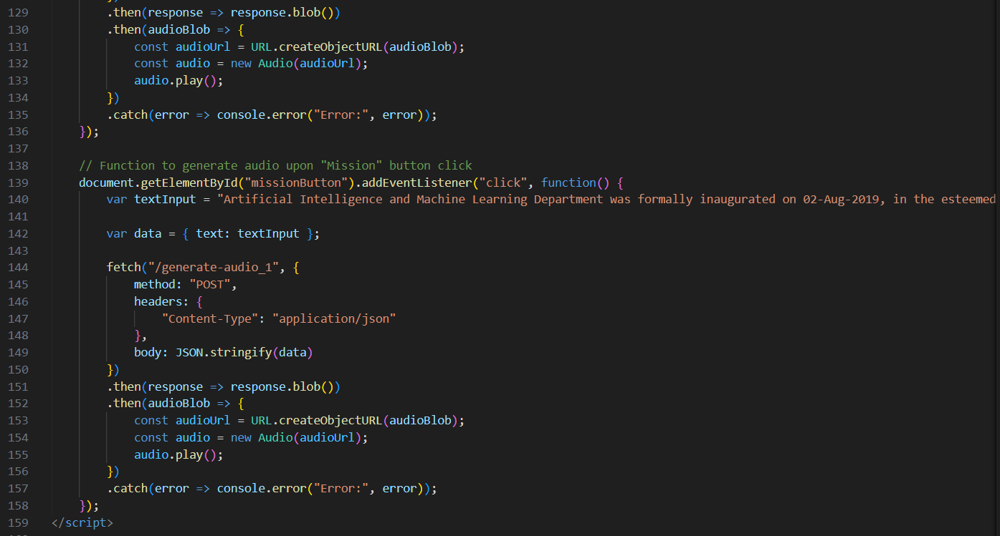 129 .then(response => response.blob())
130 .then(audioBlob => {
131 const audioUrl = URL.createObjectURL(audioBlob);
132 const audio = new Audio(audioUrl);
133 audio.play();
134 })
135 .catch(error => console.error("Error:", error));
136 });
137
138 // Function to generate audio upon "Mission" button click
139 document.getElementById("missionButton").addEventListener("click", function() {
140 var textInput = "Artificial Intelligence and Machine Learning Department was formally inaugurated on 02-Aug-2019, in the esteemed
141
142 var data = { text: textInput };
143
144 fetch("/generate-audio_1", {
145 method: "POST",
146 headers: {
147 "Content-Type": "application/json"
148 },
149 body: JSON.stringify(data)
150 })
151 .then(response => response.blob())
152 .then(audioBlob => {
153 const audioUrl = URL.createObjectURL(audioBlob);
154 const audio = new Audio(audioUrl);
155 audio.play();
156 })
157 .catch(error => console.error("Error:", error));
158 });
159 </script>